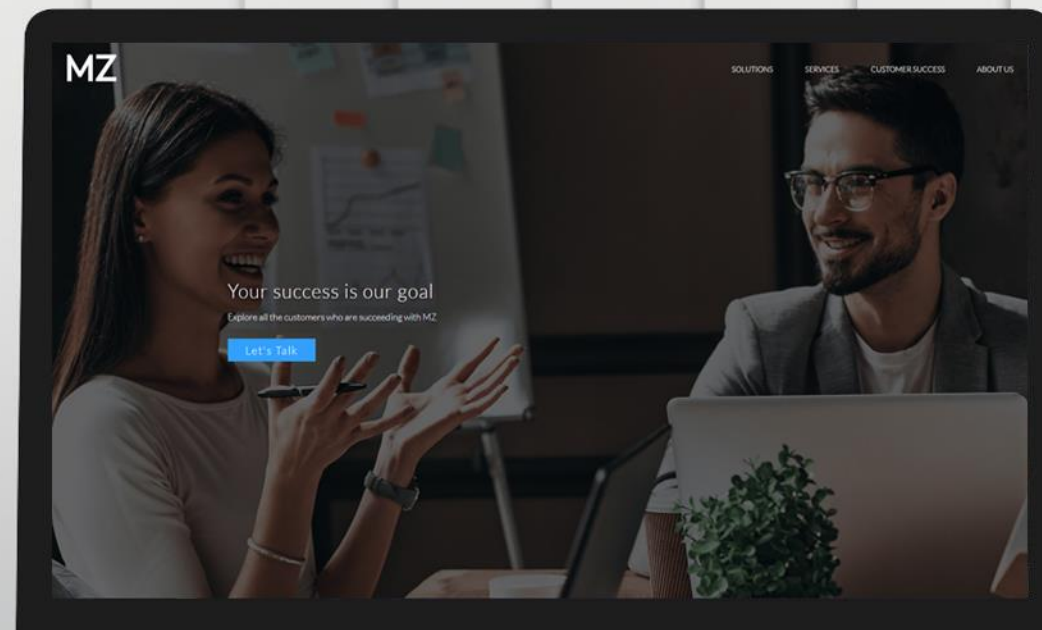 MZ
SOLUTIONS SERVICES CUSTOMER SUCCESS ABOUT US
Your success is our goal
Explore all the customers who are succeeding with MZ
Let's Talk